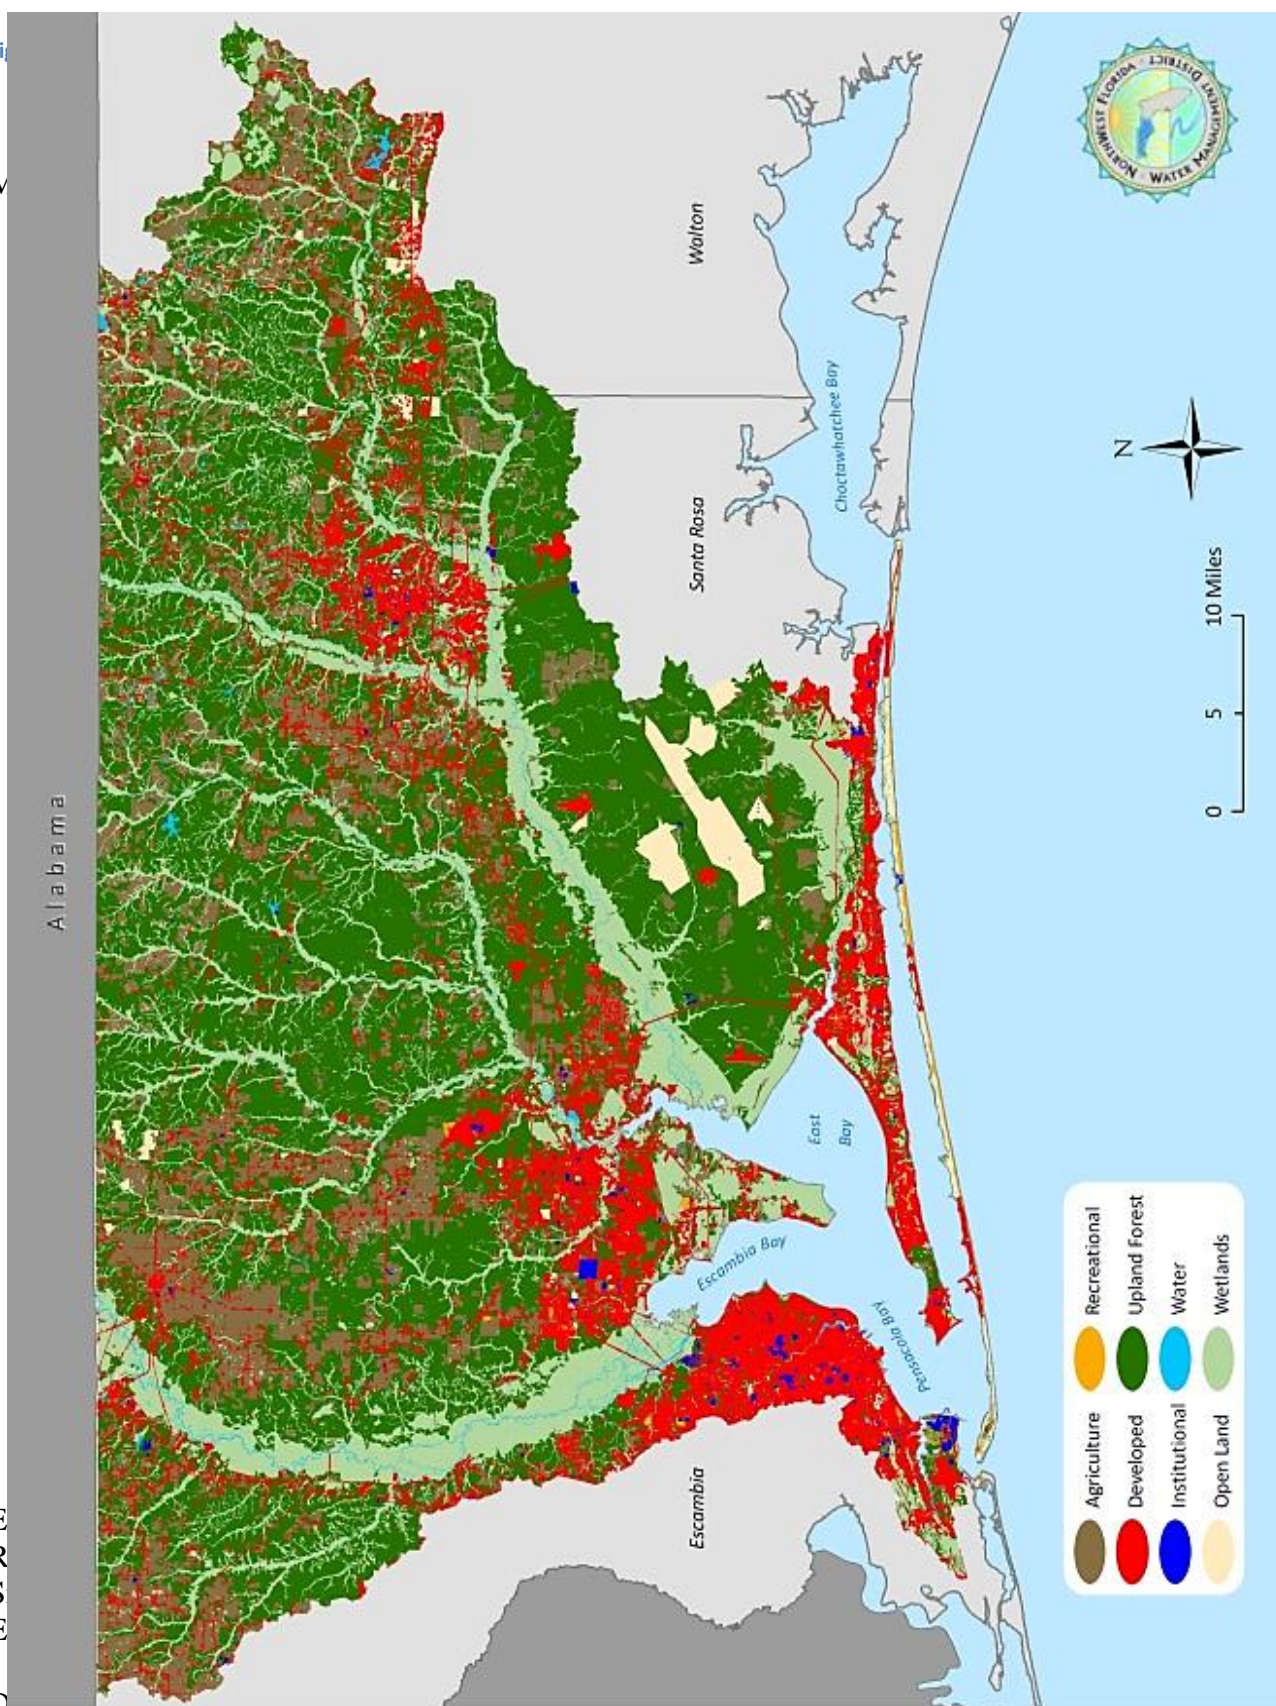 Alabama
Walton
Santa Rosa
Escambia
Choctawhatchee Bay
East
Bay
Escambia Bay
Pensacola Bay
NORTHWEST FLORIDA
WATER MANAGEMENT DISTRICT
N
0 5 10 Miles
Agriculture
Developed
Institutional
Open Land
Recreational
Upland Forest
Water
Wetlands